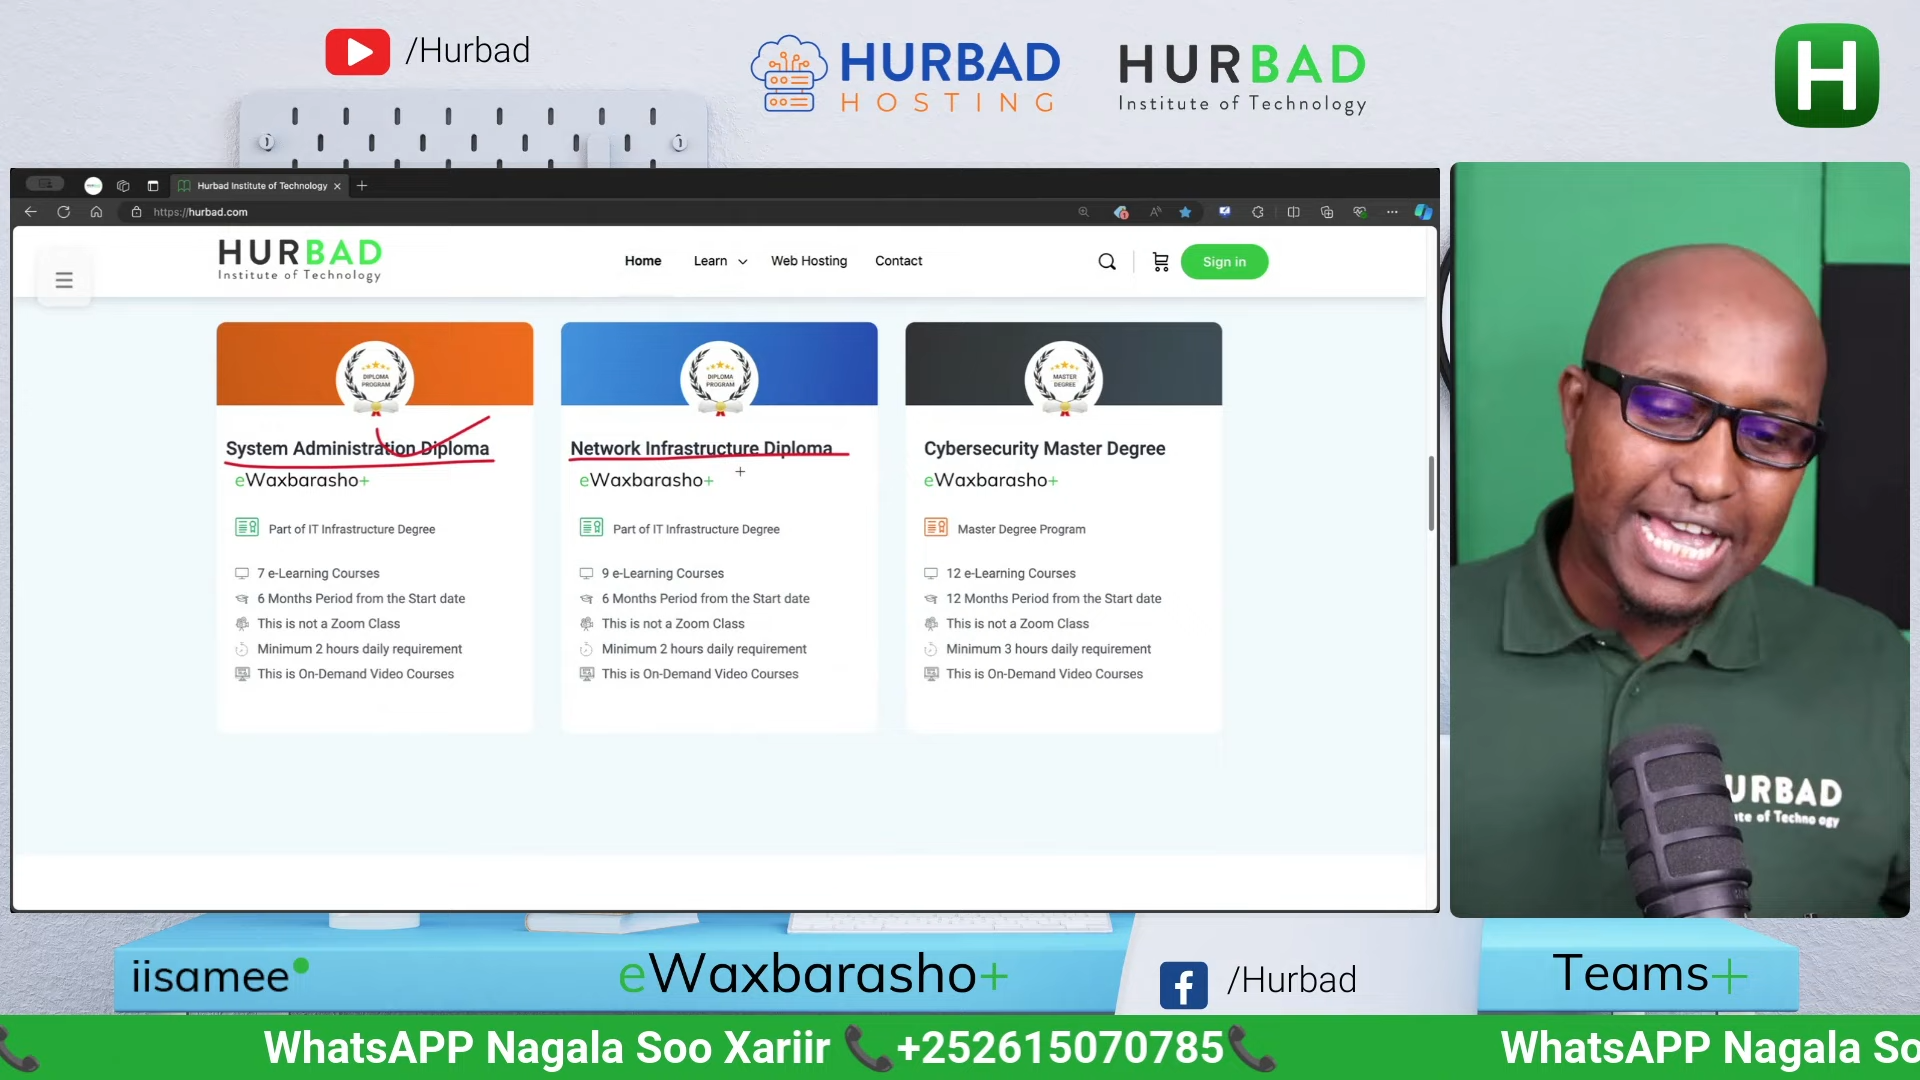 /Hurbad
HURBAD
HOSTING
HURBAD
Institute of Technology
H
Hurbad Institute of Technology
https://hurbad.com
HURBAD
Institute of Technology
Home
Learn
Web Hosting
Contact
Sign in
DIPLOMA
PROGRAM
System Administration Diploma
eWaxbarasho+
Part of IT Infrastructure Degree
7 e-Learning Courses
6 Months Period from the Start date
This is not a Zoom Class
Minimum 2 hours daily requirement
This is On-Demand Video Courses
DIPLOMA
PROGRAM
Network Infrastructure Diploma
eWaxbarasho+
Part of IT Infrastructure Degree
9 e-Learning Courses
6 Months Period from the Start date
This is not a Zoom Class
Minimum 2 hours daily requirement
This is On-Demand Video Courses
MASTER
DEGREE
Cybersecurity Master Degree
eWaxbarasho+
Master Degree Program
12 e-Learning Courses
12 Months Period from the Start date
This is not a Zoom Class
Minimum 3 hours daily requirement
This is On-Demand Video Courses
URBAD
te of Technology
iisamee
eWaxbarasho+
/Hurbad
Teams+
WhatsAPP Nagala Soo Xariir +252615070785
WhatsAPP Nagala So